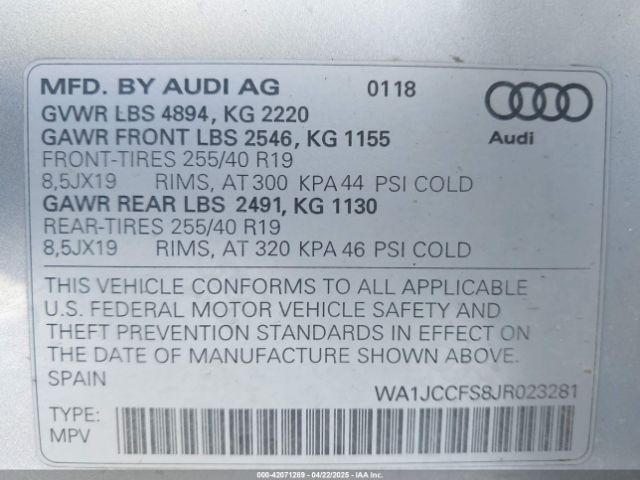 MFD. BY AUDI AG 0118
GVWR LBS 4894, KG 2220
GAWR FRONT LBS 2546, KG 1155
Audi
FRONT-TIRES 255/40 R19
8,5JX19 RIMS, AT 300 KPA 44 PSI COLD
GAWR REAR LBS 2491, KG 1130
REAR-TIRES 255/40 R19
8,5JX19 RIMS, AT 320 KPA 46 PSI COLD
THIS VEHICLE CONFORMS TO ALL APPLICABLE
U.S. FEDERAL MOTOR VEHICLE SAFETY AND
THEFT PREVENTION STANDARDS IN EFFECT ON
THE DATE OF MANUFACTURE SHOWN ABOVE.
SPAIN
WA1JCCFS8JR023281
TYPE:
MPV
000-42071269 - 04/22/2025 - IAAI.com